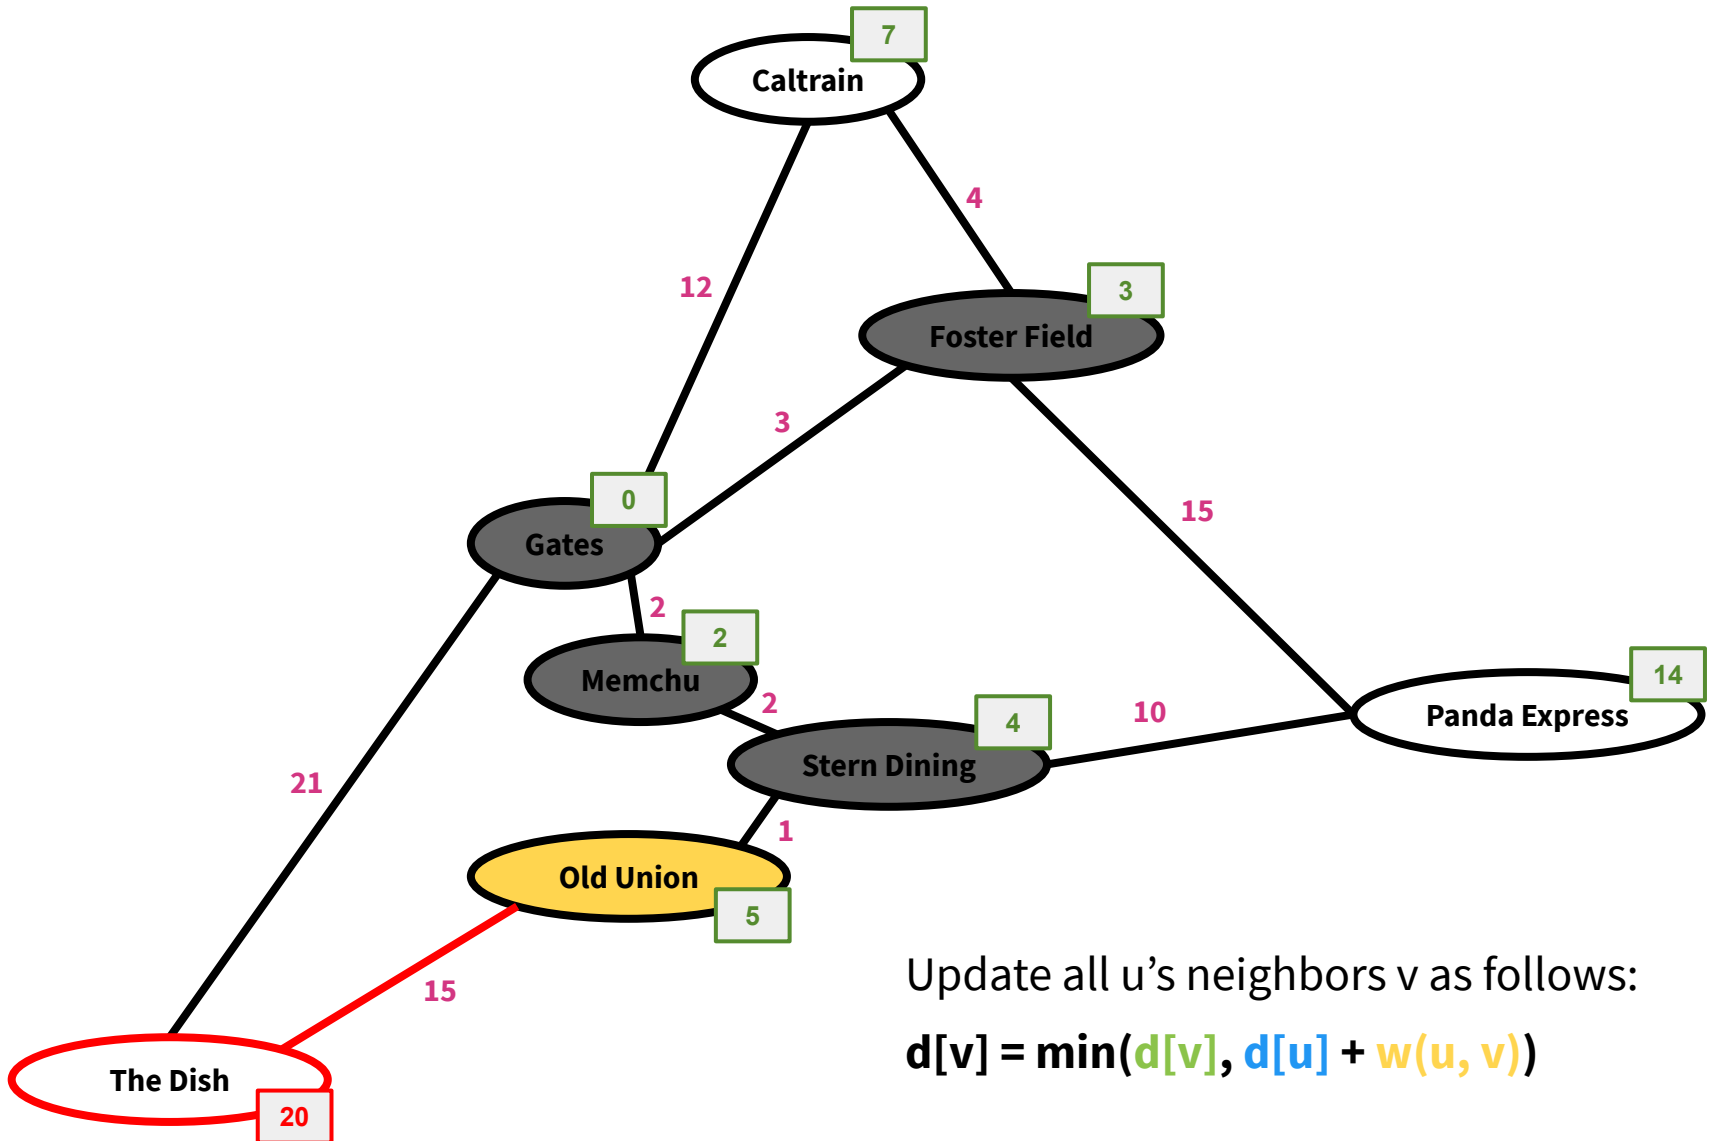 7
Caltrain
4
12
3
Foster Field
3
15
0
Gates
2
2
Memchu
2
14
Panda Express
10
4
Stern Dining
21
1
Old Union
5
15
Update all u’s neighbors v as follows:
d[v] = min(d[v], d[u] + w(u, v))
The Dish
20